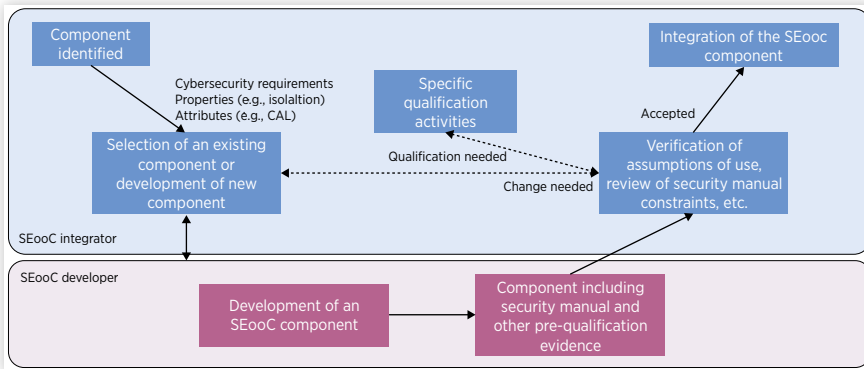 Component
identified
Integration of the SEooc
component
Cybersecurity requirements
Properties (e.g., isolaltion)
Attributes (e.g., CAL)
Specific
qualification
activities
Accepted
Selection of an existing
component or
development of new
component
Qualification needed
Change needed
Verification of
assumptions of use,
review of security manual
constraints, etc.
SEooC integrator
SEooC developer
Development of an
SEooC component
Component including
security manual and
other pre-qualification
evidence